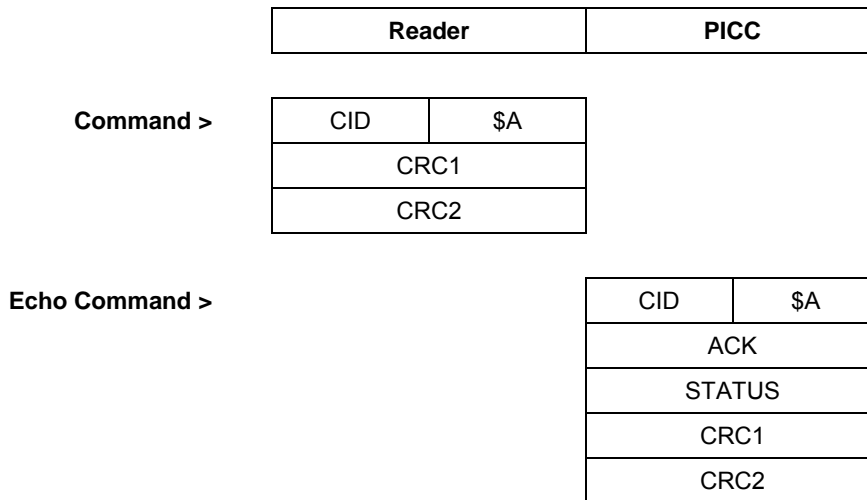 Reader PICC
Command > CID $A
CRC1
CRC2
Echo Command > CID $A
ACK
STATUS
CRC1
CRC2